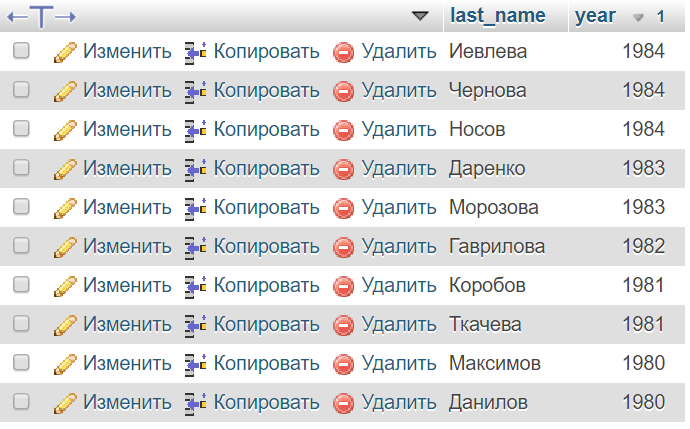 last_name year 1
Изменить Копировать Удалить Иевлева 1984
Изменить Копировать Удалить Чернова 1984
Изменить Копировать Удалить Носов 1984
Изменить Копировать Удалить Даренко 1983
Изменить Копировать Удалить Морозова 1983
Изменить Копировать Удалить Гаврилова 1982
Изменить Копировать Удалить Коробов 1981
Изменить Копировать Удалить Ткачева 1981
Изменить Копировать Удалить Максимов 1980
Изменить Копировать Удалить Данилов 1980